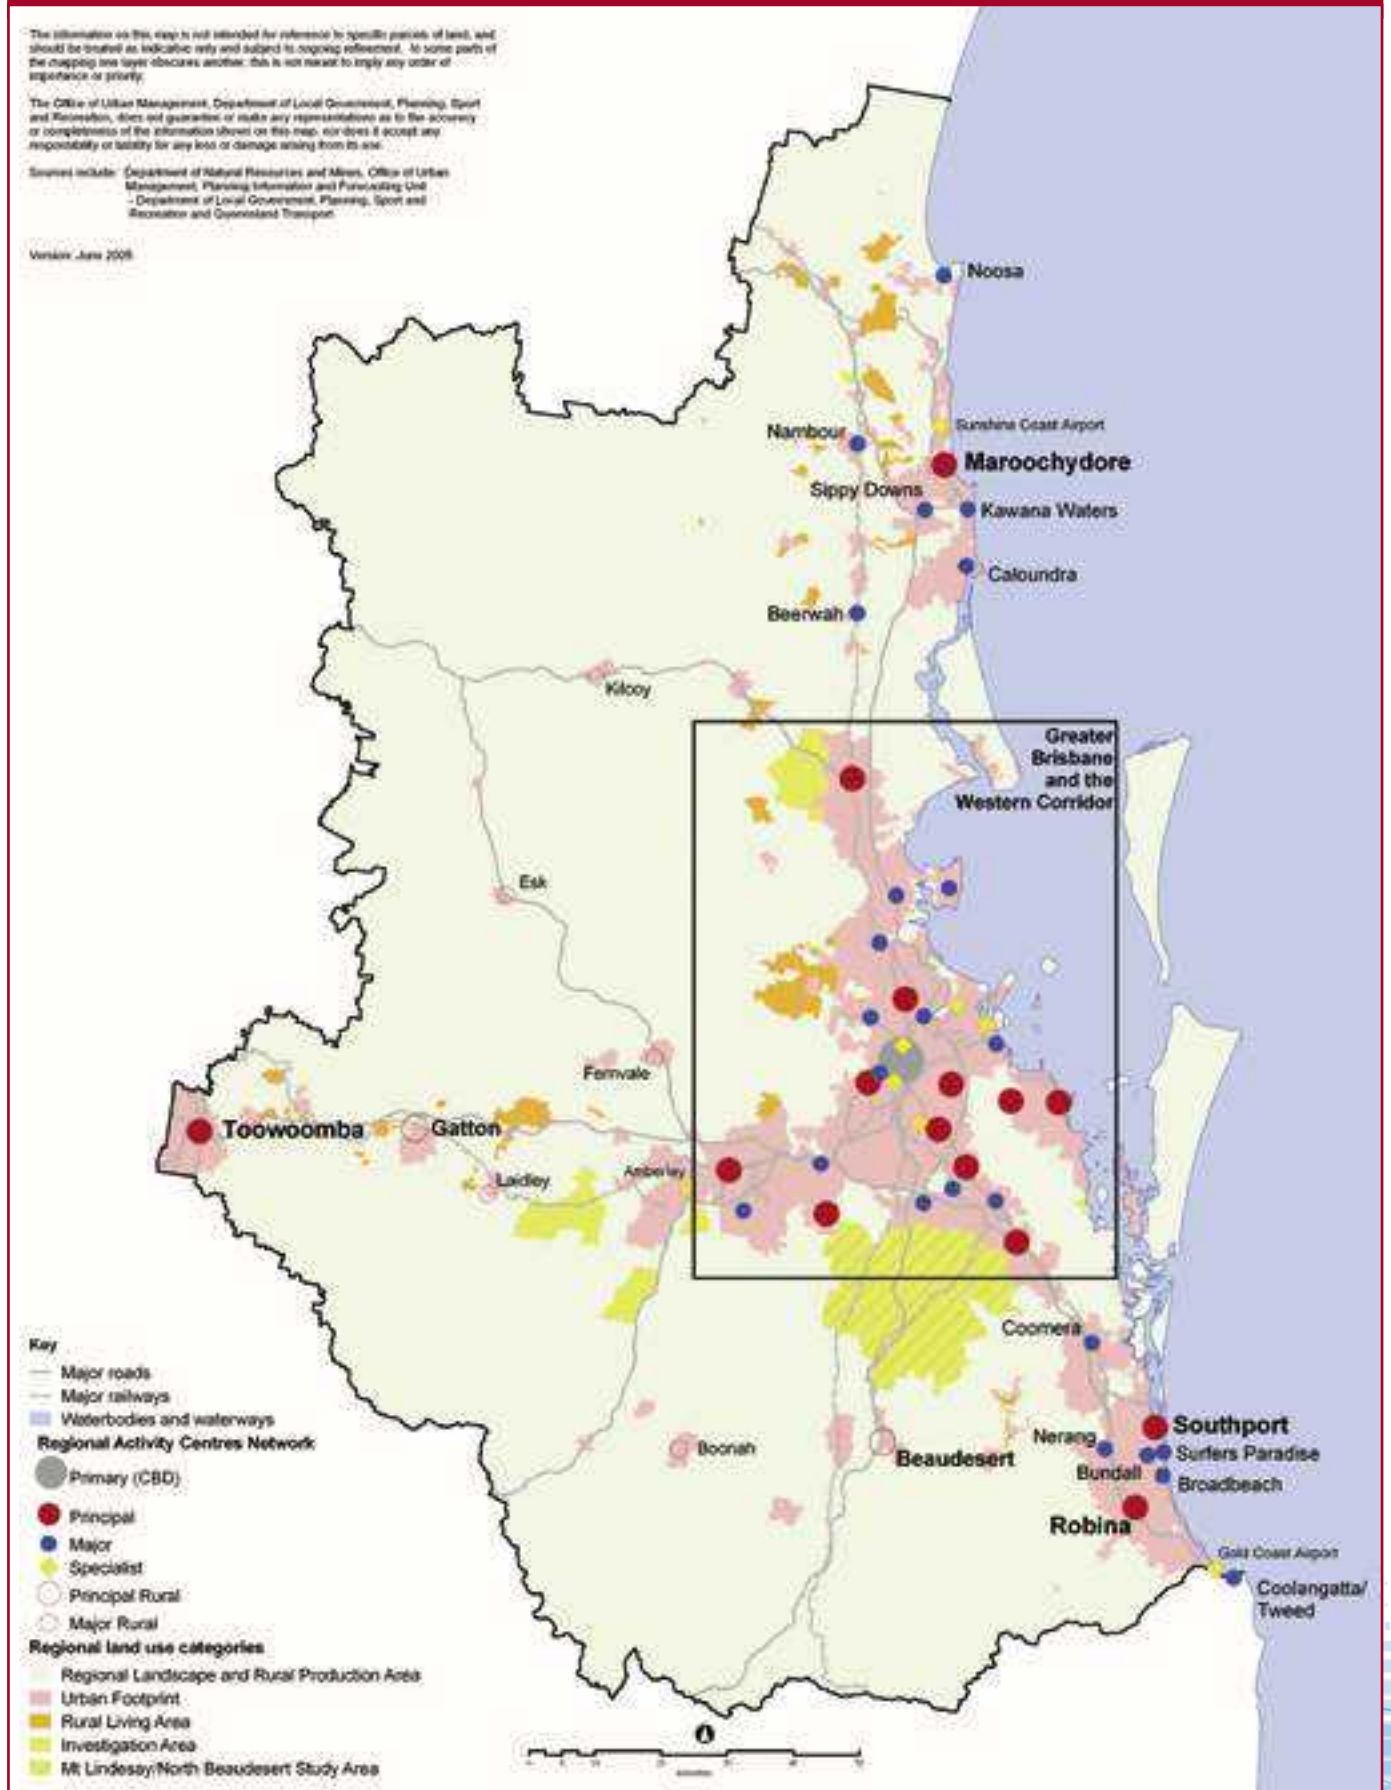 The information on this map is not intended for reference to specific parcels of land, and
should be treated as indicative only and subject to ongoing refinement. In some parts of
the mapping one layer obscures another; this is not meant to imply any order of
importance or priority.
The Office of Urban Management, Department of Local Government, Planning, Sport
and Recreation, does not guarantee or make any representations as to the accuracy
or completeness of the information shown on this map, nor does it accept any
responsibility or liability for any loss or damage arising from its use.
Sources include: Department of Natural Resources and Mines, Office of Urban
Management, Planning Information and Forecasting Unit
- Department of Local Government, Planning, Sport and
Recreation and Queensland Transport
Version: June 2005
Noosa
Sunshine Coast Airport
Nambour
Maroochydore
Sippy Downs
Kawana Waters
Caloundra
Beerwah
Kilcoy
Greater
Brisbane
and the
Western Corridor
Esk
Fernvale
Toowoomba
Gatton
Amberley
Laidley
Coomera
Southport
Nerang
Surfers Paradise
Boonah
Beaudesert
Bundall
Broadbeach
Robina
Gold Coast Airport
Coolangatta/
Tweed
Key
Major roads
Major railways
Waterbodies and waterways
Regional Activity Centres Network
Primary (CBD)
Principal
Major
Specialist
Principal Rural
Major Rural
Regional land use categories
Regional Landscape and Rural Production Area
Urban Footprint
Rural Living Area
Investigation Area
Mt Lindesay/North Beaudesert Study Area